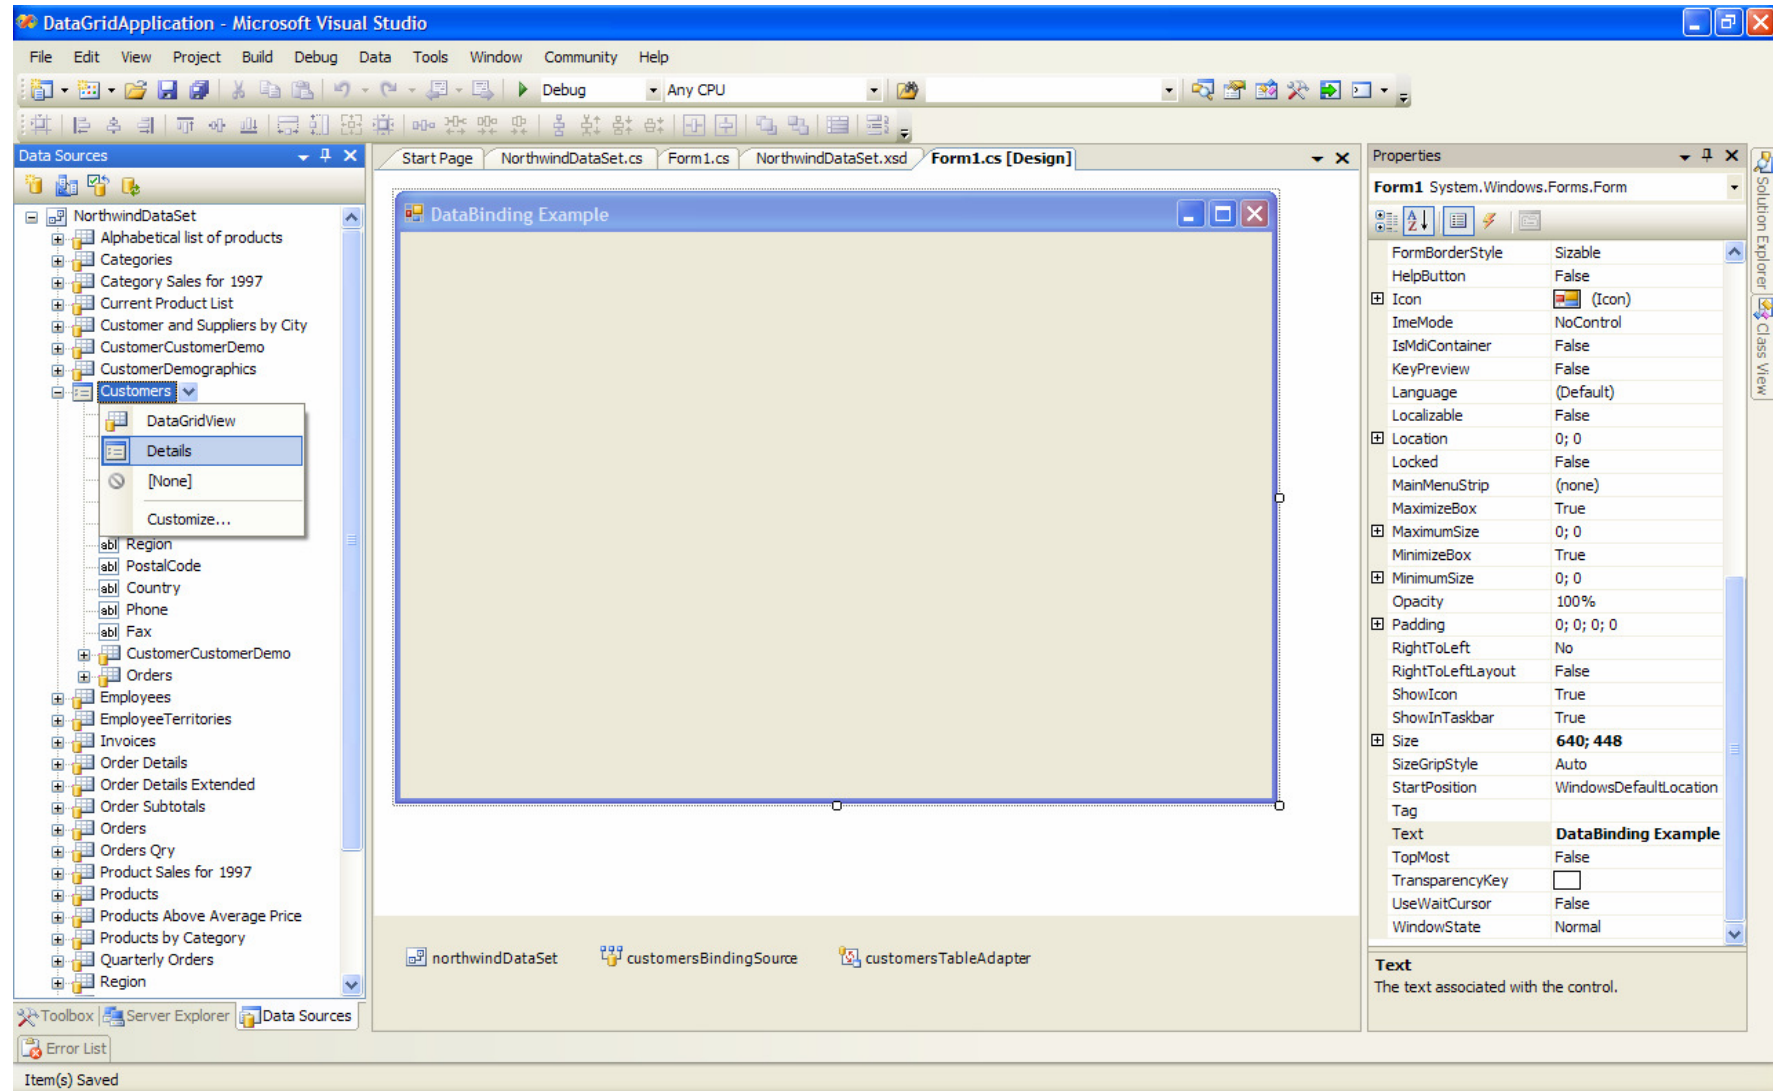 DataGridApplication - Microsoft Visual Studio
File Edit View Project Build Debug Data Tools Window Community Help
Debug Any CPU
Data Sources
NorthwindDataSet
Alphabetical list of products
Categories
Category Sales for 1997
Current Product List
Customer and Suppliers by City
CustomerCustomerDemo
CustomerDemographics
Customers
DataGridView
Details
[None]
Customize...
abl Region
abl PostalCode
abl Country
abl Phone
abl Fax
CustomerCustomerDemo
Orders
Employees
EmployeeTerritories
Invoices
Order Details
Order Details Extended
Order Subtotals
Orders
Orders Qry
Product Sales for 1997
Products
Products Above Average Price
Products by Category
Quarterly Orders
Region
Toolbox Server Explorer Data Sources
Error List
Item(s) Saved
Start Page NorthwindDataSet.cs Form1.cs NorthwindDataSet.xsd Form1.cs [Design]
DataBinding Example
northwindDataSet customersBindingSource customersTableAdapter
Properties
Form1 System.Windows.Forms.Form
FormBorderStyle Sizable
HelpButton False
Icon (Icon)
ImeMode NoControl
IsMdiContainer False
KeyPreview False
Language (Default)
Localizable False
Location 0; 0
Locked False
MainMenuStrip (none)
MaximizeBox True
MaximumSize 0; 0
MinimizeBox True
MinimumSize 0; 0
Opacity 100%
Padding 0; 0; 0; 0
RightToLeft No
RightToLeftLayout False
ShowIcon True
ShowInTaskbar True
Size 640; 448
SizeGripStyle Auto
StartPosition WindowsDefaultLocation
Tag
Text DataBinding Example
TopMost False
TransparencyKey
UseWaitCursor False
WindowState Normal
Text
The text associated with the control.
Solution Explorer
Class View